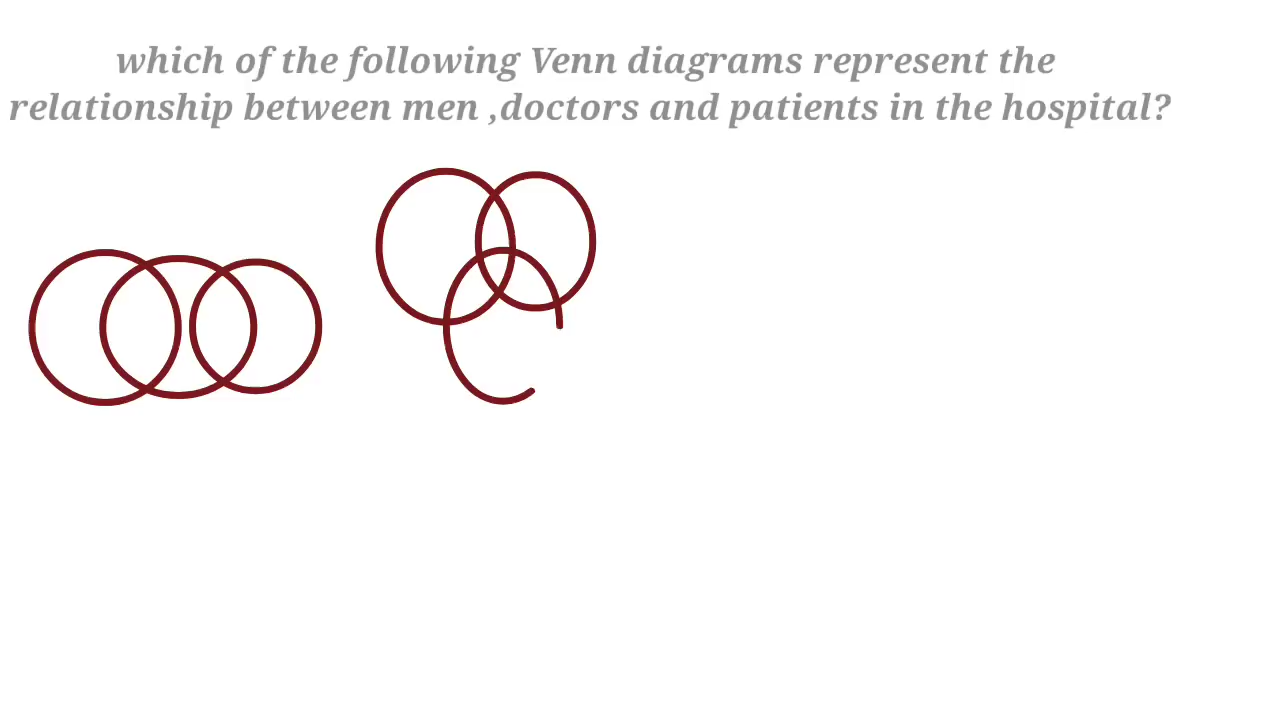 which of the following Venn diagrams represent the
relationship between men ,doctors and patients in the hospital?